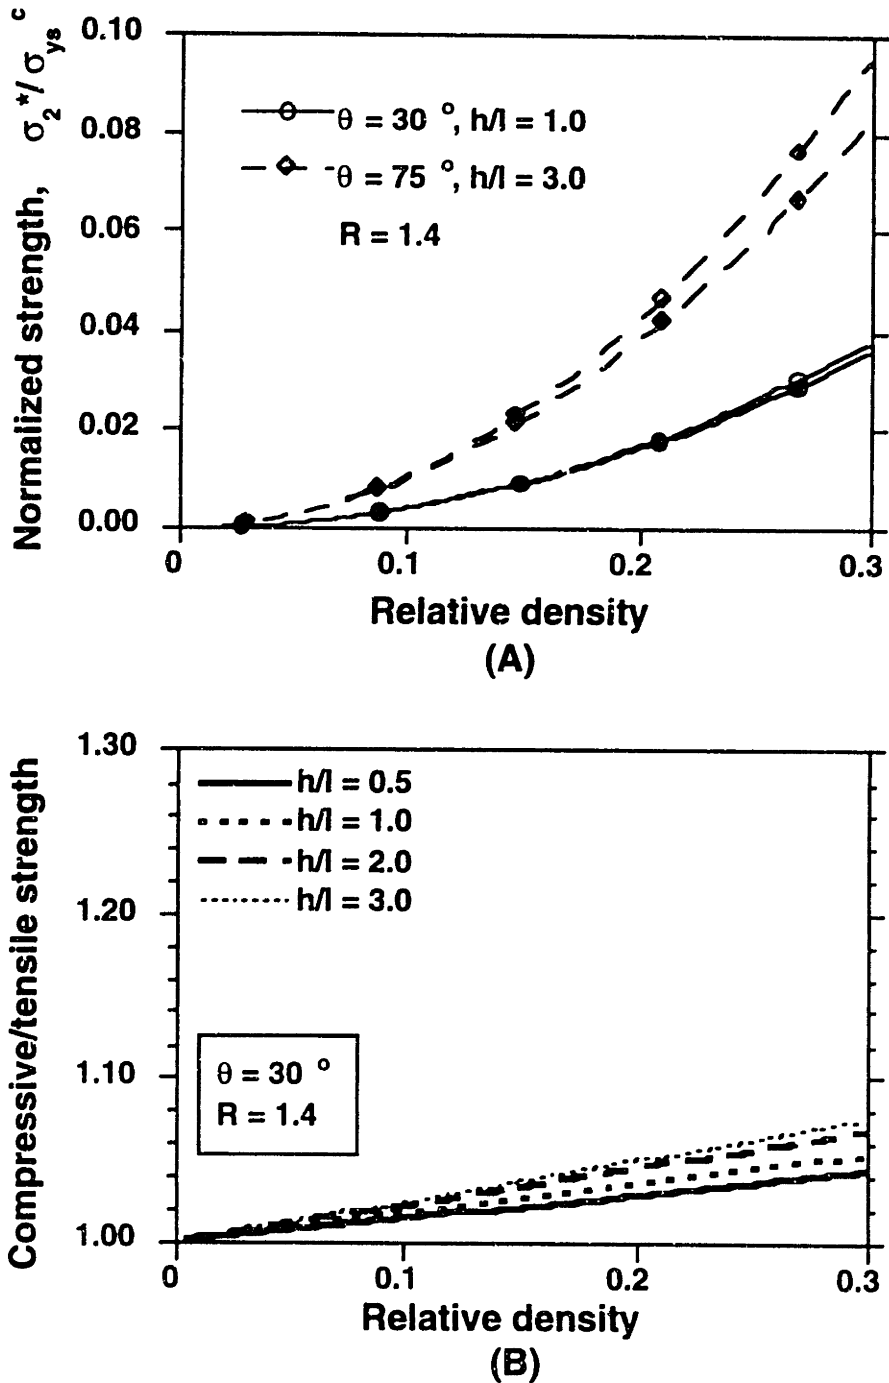 Normalized strength, σ₂*/σ_ys^c
0.10
0.08
0.06
0.04
0.02
0.00
θ = 30 °, h/l = 1.0
θ = 75 °, h/l = 3.0
R = 1.4
0 0.1 0.2 0.3
Relative density
(A)
Compressive/tensile strength
1.30
1.20
1.10
1.00
h/l = 0.5
h/l = 1.0
h/l = 2.0
h/l = 3.0
θ = 30 °
R = 1.4
0 0.1 0.2 0.3
Relative density
(B)